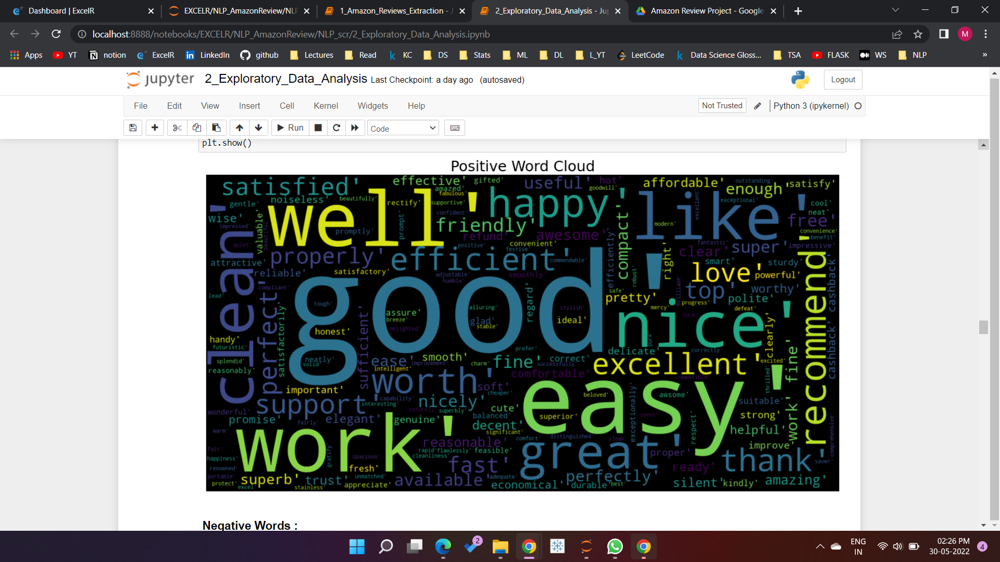 Dashboard | ExcelR
EXCELR/NLP_AmazonReview/NLP
1_Amazon_Reviews_Extraction - J
2_Exploratory_Data_Analysis - Jup
Amazon Review Project - Google
localhost:8888/notebooks/EXCELR/NLP_AmazonReview/NLP_scr/2_Exploratory_Data_Analysis.ipynb
M
Apps YT notion ExcelR LinkedIn github Lectures Read KC DS Stats ML DL L_YT LeetCode Data Science Gloss... TSA FLASK WS NLP »
jupyter 2_Exploratory_Data_Analysis Last Checkpoint: a day ago (autosaved)
Logout
File Edit View Insert Cell Kernel Widgets Help
Not Trusted
Python 3 (ipykernel)
Run
Code
plt.show()
Positive Word Cloud
satisfied' effective' gifted' useful' hot' affordable' outstanding' enough' satisfy'
gentle' noiseless' beautifully' rectify' amazed' fabulous' supportive' goodwill' happy' like' exceptional' excellant' cool' neat'
wise' impressed' valuable' beautiful' well' promptly' prompt' confident' friendly' refund' awesome' compact' modern' free' convenience' benefit'
quiet' clean' properly' positive' convenient' festive' efficient' commendable' efficiently' right' clear' fantastic' super' impressive'
attractive' reliable' satisfactory' adjustable' humble' smoothly' robust' smart' sturdy' love' powerful' recommend' cashback' cashback'
compliant' lead' perfect' tough' good' regard' safe' pretty' brilliant' top' worthy' polite' progress'
satisfactorily' assure' breeze' delighted' honest' alluring' glad' stable' stylish' ideal' mercy' luck' nice' defeat' clearly'
handy' futuristic' splendid' reasonably' neatly' solid' sufficient' ease' improvement' intelligent' smooth' prefer' charm' fine' correct' successfully' delicate' pure' correctly' excellent' excited'
important' worth' comfortable' soft' cheaper' easy' compatible' thrilled' fine'
wonderful' support' interesting' capability' nicely' securely' superbly' cute' beloved' awsome' exceptionally' suitable' work'
promise' fairly' elegant' genuine' balanced' decent' significant' superior' sweet' respect' strong' helpful' comprehensive'
warm' fair' work' reasonable' comfort' distinguished' sleek' improve'
happiness' gratify' spacious' rapid' flawlessly' cleanliness' feasible' great' proper' thank' saver'
renowned' portable' protect' excel' superb' stainless' fresh' trust' unmatched' appreciate' fast' available' adequate' economical' perfectly' durable' best' ready' silent' kindly' amazing'
Negative Words :
2
ENG
IN
02:26 PM
30-05-2022
4